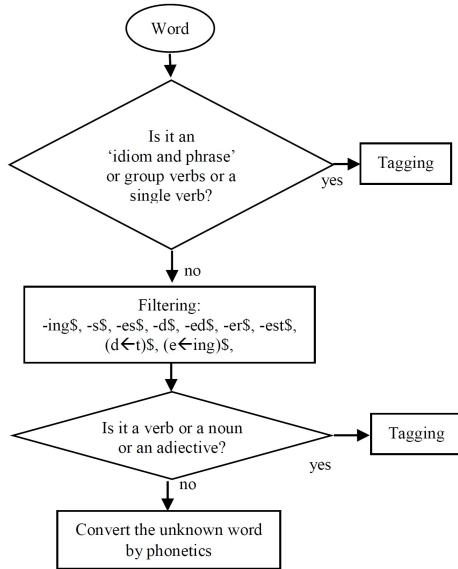 Word
Is it an
‘idiom and phrase’
or group verbs or a
single verb?
Tagging
yes
no
Filtering:
-ing$, -s$, -es$, -d$, -ed$, -er$, -est$,
(d←t)$, (e←ing)$,
Is it a verb or a noun
or an adjective?
Tagging
yes
no
Convert the unknown word
by phonetics